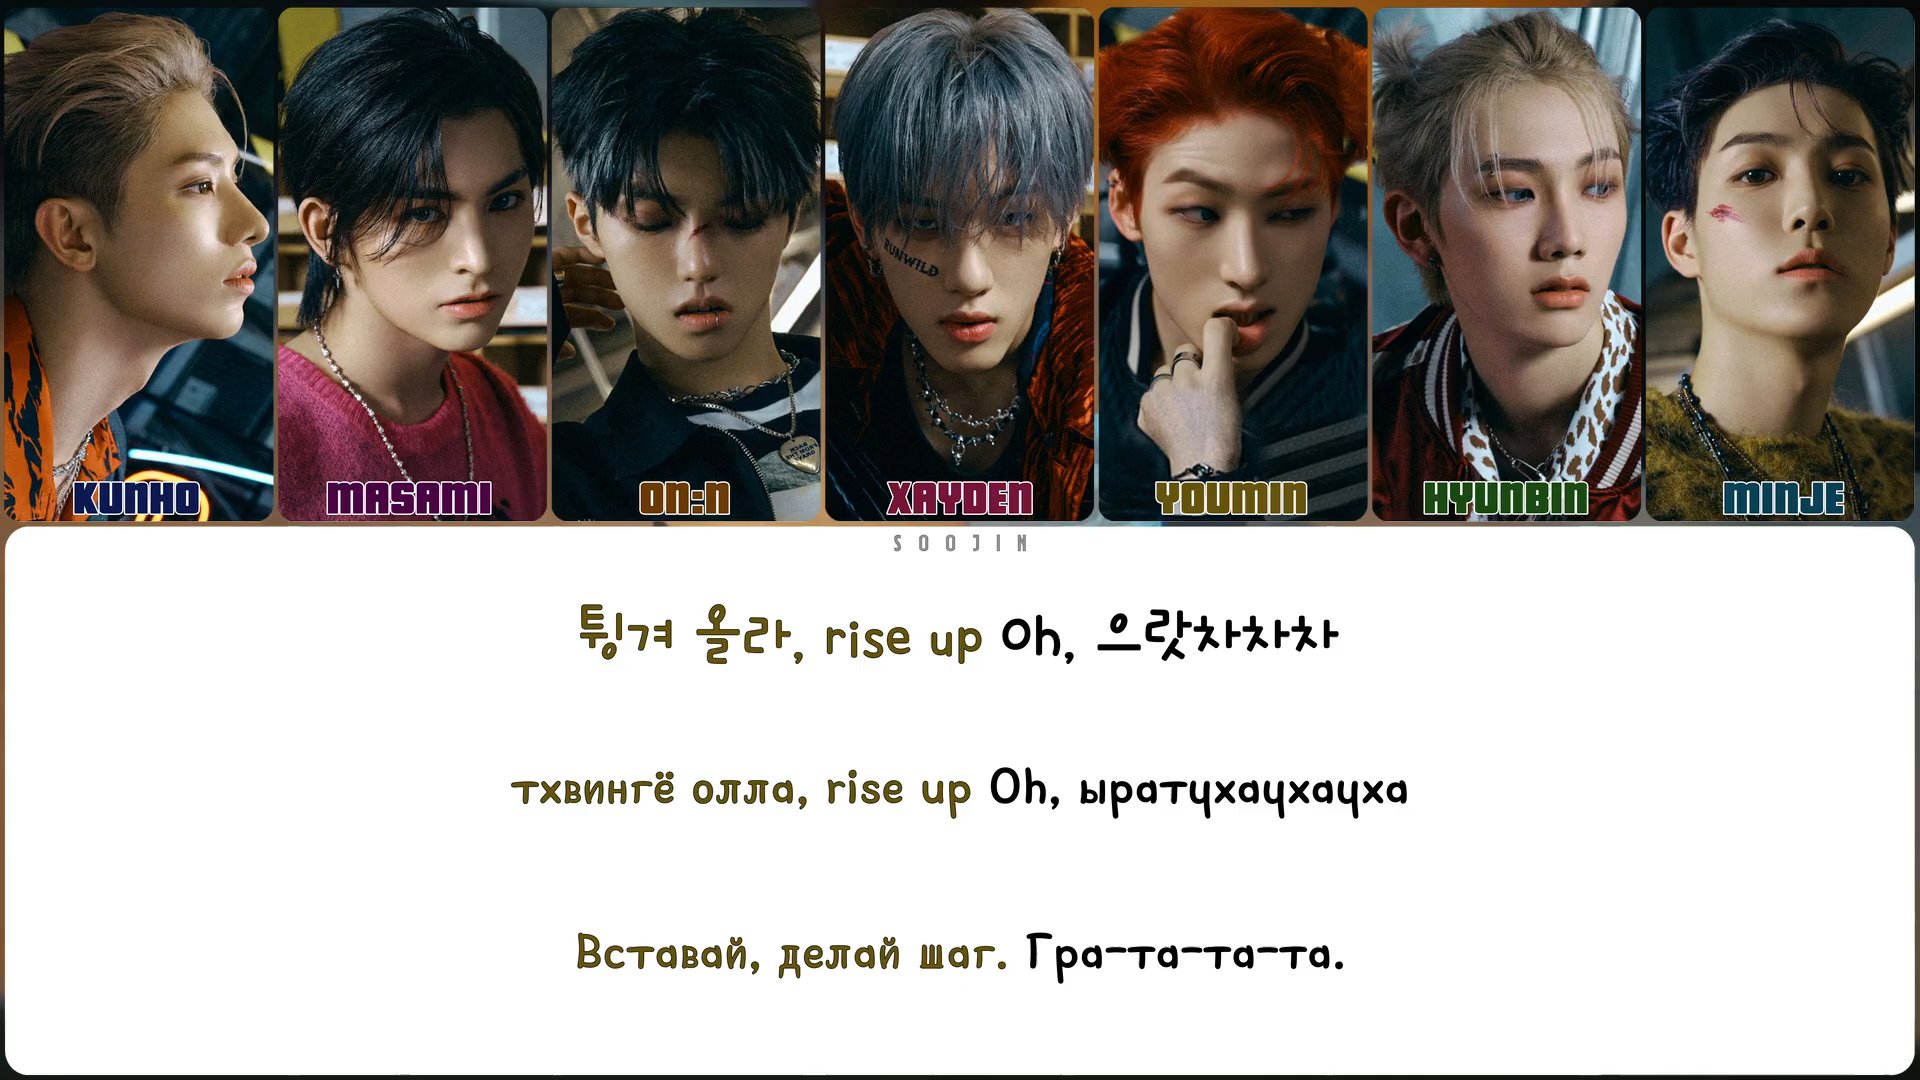 RUNWILD
KUNHO MASAMI ON:N XAYDEN YOUMIN HYUNBIN MINJE
SOOJIN
튕겨 올라, rise up Oh, 으랏차차차
тхвингё олла, rise up Oh, ыратчхачхачха
Вставай, делай шаг. Гра-та-та-та.